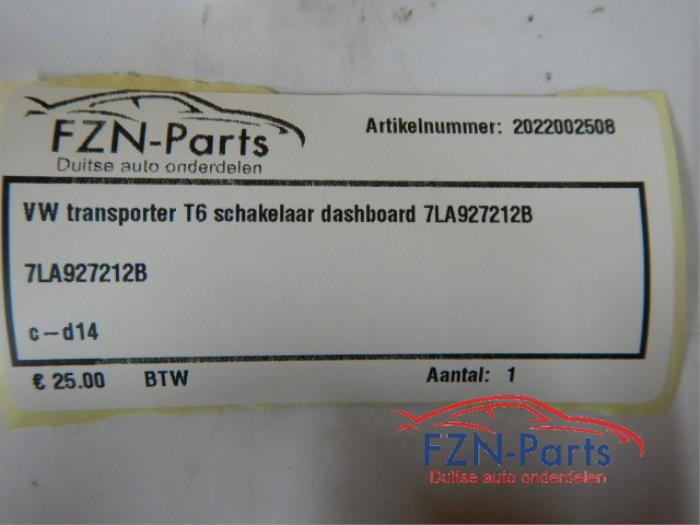 FZN-Parts
Duitse auto onderdelen
Artikelnummer: 2022002508
VW transporter T6 schakelaar dashboard 7LA927212B
7LA927212B
c-d14
€ 25.00 BTW Aantal: 1
FZN-Parts
Duitse auto onderdelen